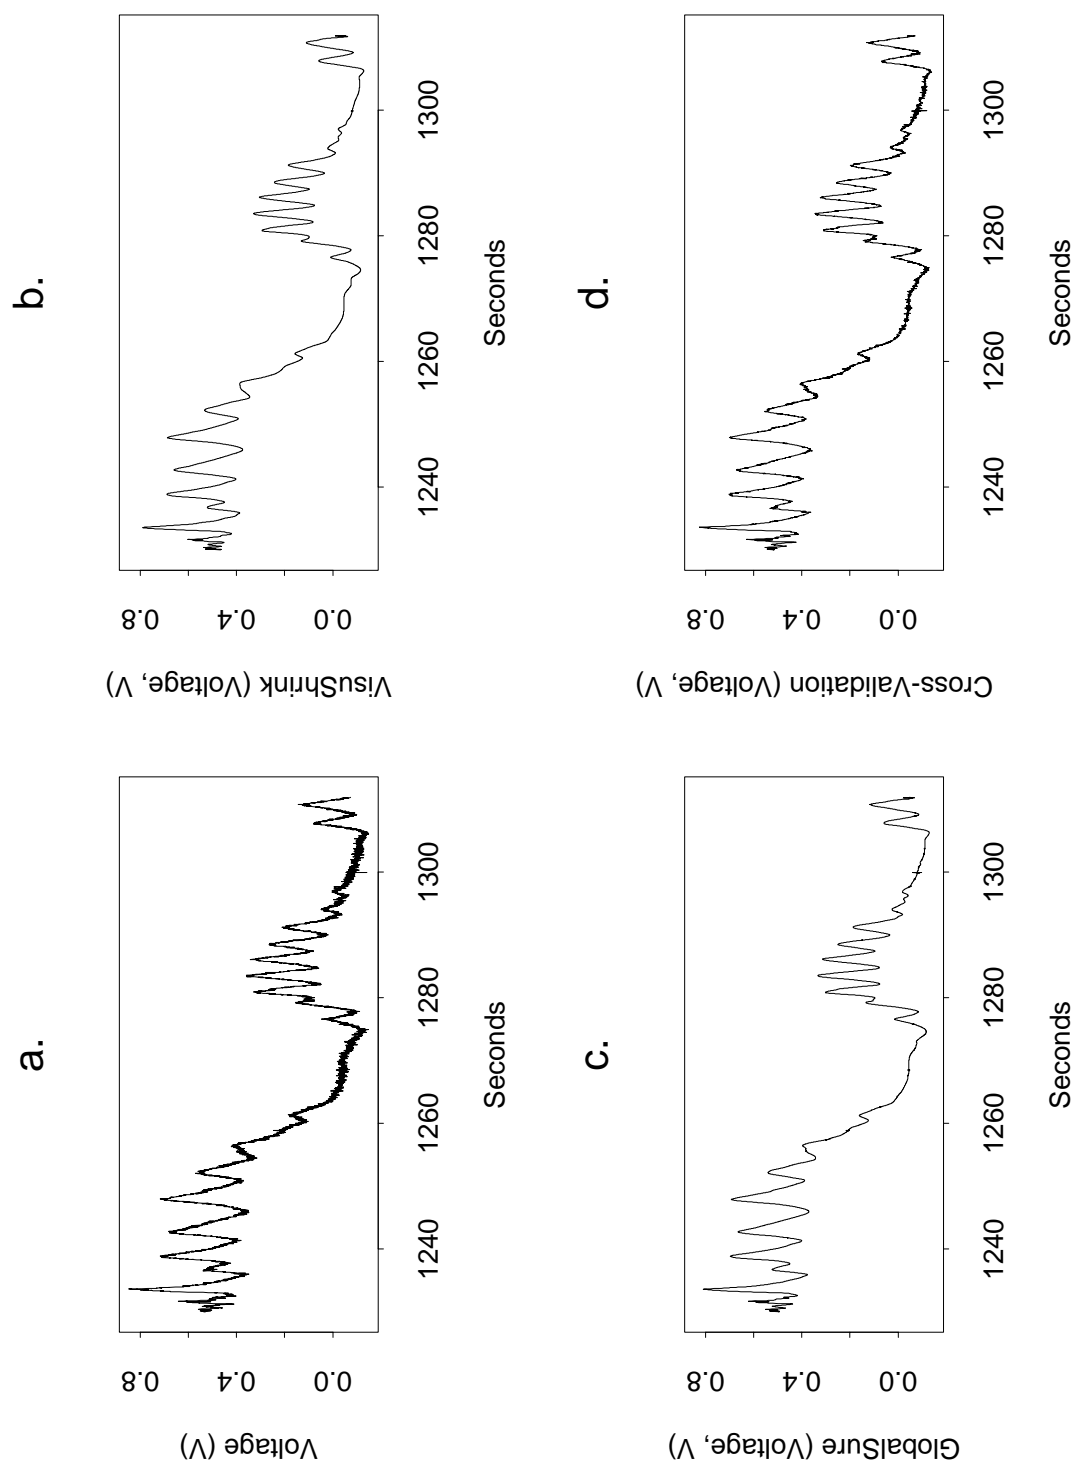 a.
Voltage (V)
0.0 0.4 0.8
1240 1260 1280 1300
Seconds
b.
VisuShrink (Voltage, V)
0.0 0.4 0.8
1240 1260 1280 1300
Seconds
c.
GlobalSure (Voltage, V)
0.0 0.4 0.8
1240 1260 1280 1300
Seconds
d.
Cross-Validation (Voltage, V)
0.0 0.4 0.8
1240 1260 1280 1300
Seconds